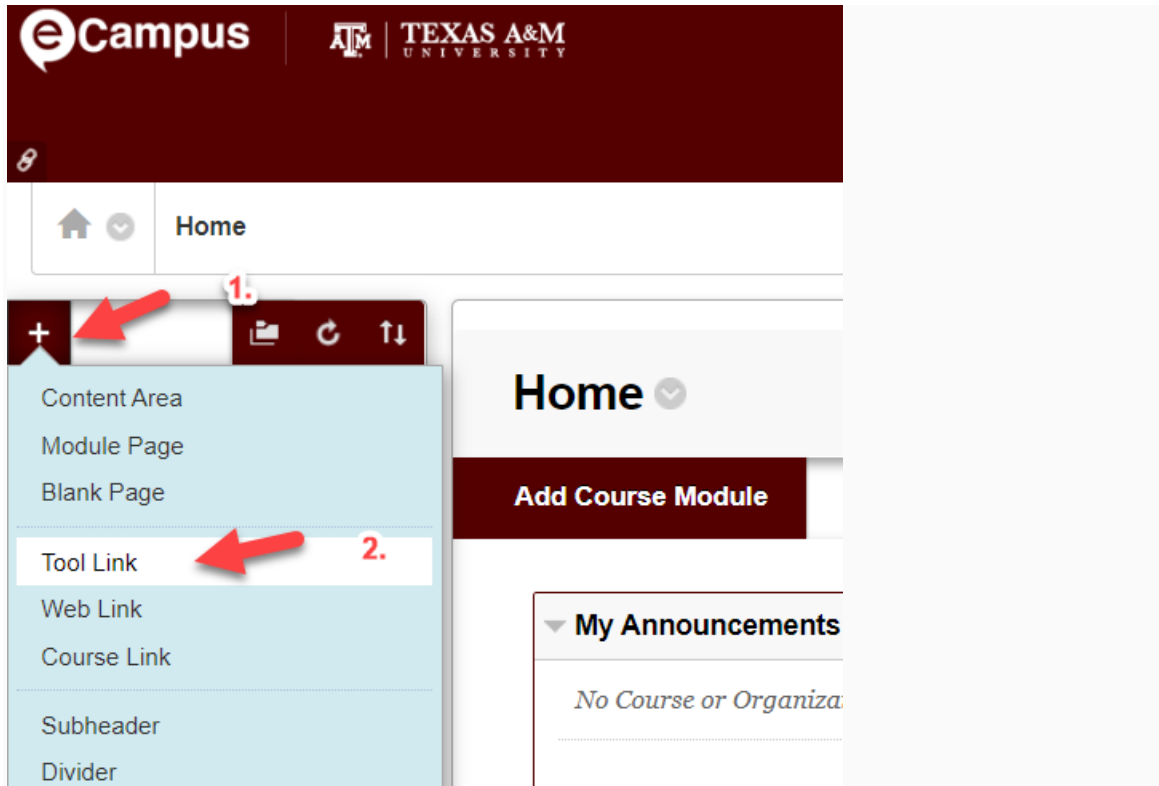 eCampus
ATM
TEXAS A&M
UNIVERSITY
Home
1.
+
Home
Content Area
Module Page
Blank Page
Add Course Module
Tool Link
2.
Web Link
Course Link
My Announcements
No Course or Organiza
Subheader
Divider